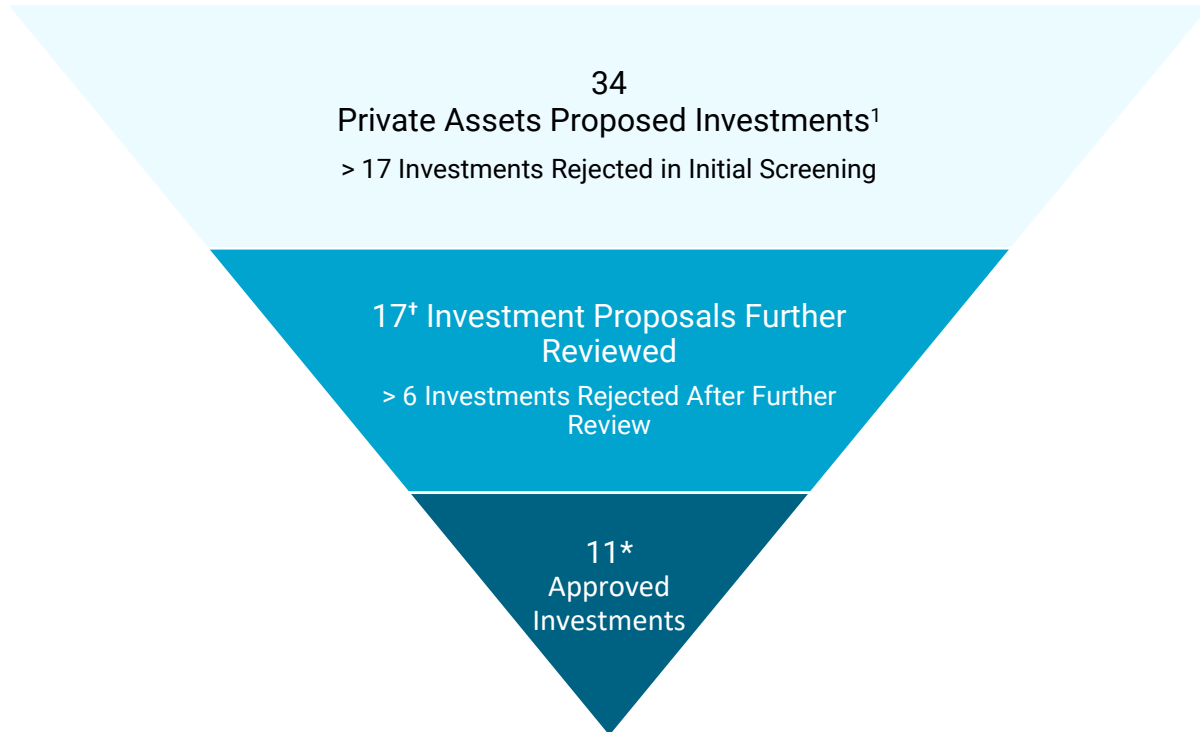 34
Private Assets Proposed Investments¹
> 17 Investments Rejected in Initial Screening
17† Investment Proposals Further
Reviewed
> 6 Investments Rejected After Further
Review
11*
Approved
Investments